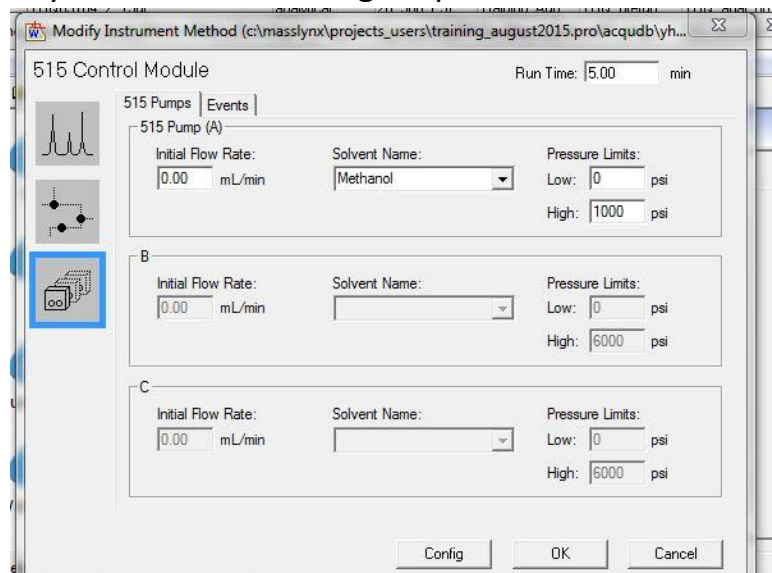 Modify Instrument Method (c:\masslynx\projects_users\training_august2015.pro\acqudb\yh...
515 Control Module
Run Time: 5.00 min
515 Pumps Events
515 Pump (A)
Initial Flow Rate: Solvent Name: Pressure Limits:
0.00 mL/min Methanol Low: 0 psi
High: 1000 psi
B
Initial Flow Rate: Solvent Name: Pressure Limits:
0.00 mL/min Low: 0 psi
High: 6000 psi
C
Initial Flow Rate: Solvent Name: Pressure Limits:
0.00 mL/min Low: 0 psi
High: 6000 psi
Config OK Cancel